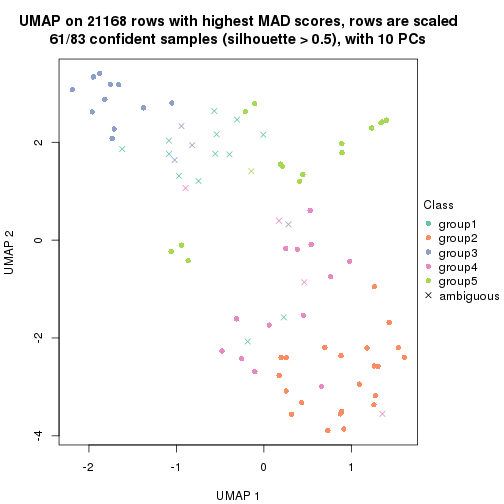 UMAP on 21168 rows with highest MAD scores, rows are scaled
61/83 confident samples (silhouette > 0.5), with 10 PCs
Class
group1
group2
group3
group4
group5
ambiguous
UMAP 2
2
0
-2
-4
-2
-1
0
1
UMAP 1